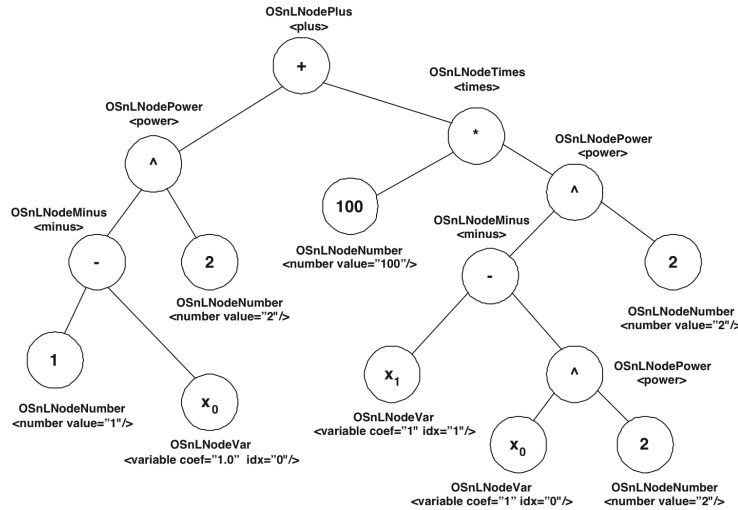 OSnLNodePlus
<plus>
+
OSnLNodeTimes
<times>
*
OSnLNodePower
<power>
^
OSnLNodePower
<power>
^
100
OSnLNodeNumber
<number value="100"/>
OSnLNodeMinus
<minus>
-
2
OSnLNodeNumber
<number value="2"/>
OSnLNodeMinus
<minus>
-
2
OSnLNodeNumber
<number value="2"/>
1
OSnLNodeNumber
<number value="1"/>
x0
OSnLNodeVar
<variable coef="1.0" idx="0"/>
x1
OSnLNodeVar
<variable coef="1" idx="1"/>
^
OSnLNodePower
<power>
x0
OSnLNodeVar
<variable coef="1" idx="0"/>
2
OSnLNodeNumber
<number value="2"/>